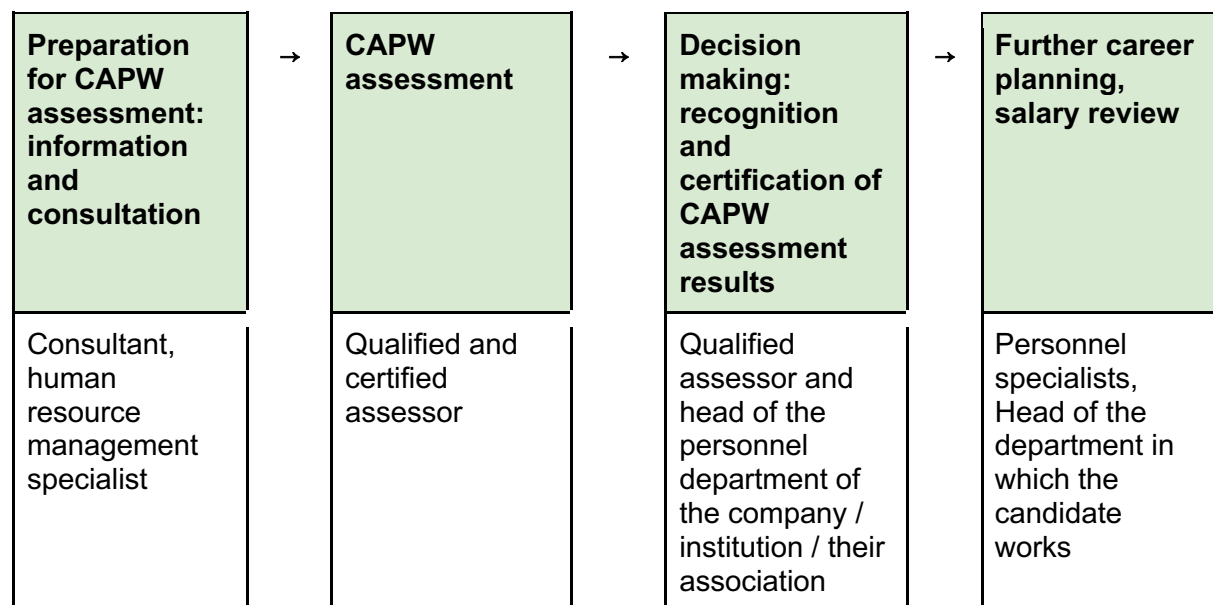 Preparation
for CAPW
assessment:
information
and
consultation
→
CAPW
assessment
→
Decision
making:
recognition
and
certification of
CAPW
assessment
results
→
Further career
planning,
salary review
Consultant,
human
resource
management
specialist
Qualified and
certified
assessor
Qualified
assessor and
head of the
personnel
department of
the company /
institution / their
association
Personnel
specialists,
Head of the
department in
which the
candidate
works